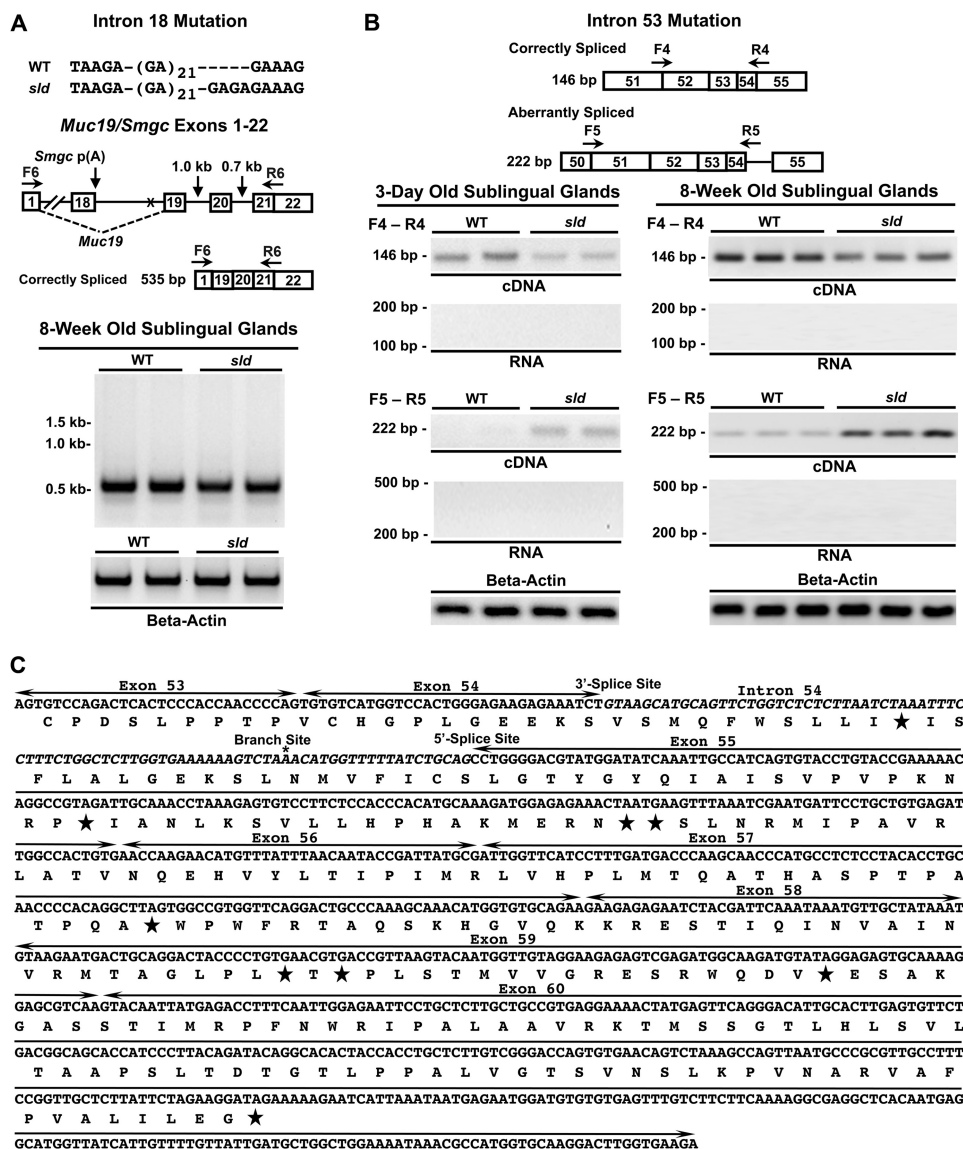 A
Intron 18 Mutation
WT TAAGA-(GA)21-----GAAAG
sld TAAGA-(GA)21-GAGAGAAAG
Muc19/Smgc Exons 1-22
Smgc p(A)
1.0 kb
0.7 kb
F6
R6
1 18 x 19 20 21 22
Muc19
F6
R6
Correctly Spliced 535 bp 1 19 20 21 22
8-Week Old Sublingual Glands
WT sld
1.5 kb-
1.0 kb-
0.5 kb-
WT sld
Beta-Actin
B
Intron 53 Mutation
Correctly Spliced
F4 R4
146 bp 51 52 53 54 55
Aberrantly Spliced
F5 R5
222 bp 50 51 52 53 54 55
3-Day Old Sublingual Glands
F4 – R4 WT sld
146 bp -
cDNA
200 bp -
100 bp -
RNA
F5 – R5 WT sld
222 bp -
cDNA
500 bp -
200 bp -
RNA
Beta-Actin
8-Week Old Sublingual Glands
F4 – R4 WT sld
146 bp -
cDNA
200 bp -
100 bp -
RNA
F5 – R5 WT sld
222 bp -
cDNA
500 bp -
200 bp -
RNA
Beta-Actin
C
Exon 53 Exon 54 3'-Splice Site Intron 54
AGTGTCCAGACTCACTCCCACCAACCCCAGTGTGTCATGGTCCACTGGGAGAAGAGAAATCTGTAAGCATGCAGTTCTGGTCTCTCTTAATCTAAATTTC
C P D S L P P T P V C H G P L G E E K S V S M Q F W S L L I ★ I S
Branch Site * 5'-Splice Site Exon 55
CTTTCTGGCTCTTGGTGAAAAAAGTCTAAACATGGTTTTTATCTGCAGCCTGGGGACGTATGGATATCAAATTGCCATCAGTGTACCTGTACCGAAAAAC
F L A L G E K S L N M V F I C S L G T Y G Y Q I A I S V P V P K N
AGGCCGTAGATTGCAAACCTAAAGAGTGTCCTTCTCCACCCACATGCAAAGATGGAGAGAAACTAATGAAGTTTAAATCGAATGATTCCTGCTGTGAGAT
R P ★ I A N L K S V L L H P H A K M E R N ★ ★ S L N R M I P A V R
Exon 56 Exon 57
TGGCCACTGTGAACCAAGAACATGTTTATTTAACAATACCGATTATGCGATTGGTTCATCCTTTGATGACCCAAGCAACCCATGCCTCTCCTACACCTGC
L A T V N Q E H V Y L T I P I M R L V H P L M T Q A T H A S P T P A
Exon 58
AACCCCACAGGCTTAGTGGCCGTGGTTCAGGACTGCCCAAAGCAAACATGGTGTGCAGAAGAAGAGAGAATCTACGATTCAAATAAATGTTGCTATAAAT
T P Q A ★ W P W F R T A Q S K H G V Q K K R E S T I Q I N V A I N
Exon 59
GTAAGAATGACTGCAGGACTACCCCTGTGAACGTGACCGTTAAGTACAATGGTTGTAGGAAGAGAGTCGAGATGGCAAGATGTATAGGAGAGTGCTCAAA
V R M T A G L P L ★ T ★ P L S T M V V G R E S R W Q D V ★ E S A K
Exon 60
GAGCGTCAAGTACAATTATGAGACCTTTCAATTGGAGAATTCCTGCTCTTGCTGCCGTGAGGAAAACTATGAGTTCAGGGACATTGCACTTGAGTGTTCT
G A S S T I M R P F N W R I P A L A A V R K T M S S G T L H L S V L
GACGGCAGCACCATCCCTTACAGATACAGGCACACTACCACCTGCTCTTGTCGGGACCAGTGTGAACAGTCTAAAGCCAGTTAATGCCCGCGTTGCCTTT
T A A P S L T D T G T L P P A L V G T S V N S L K P V N A R V A F
CCGGTTGCTCTTATTCTAGAAGGATAGAAAAAGAATCATTAAATAATGAGAATGGATGTGTGTGAGTTTGTCTTCTTCAAAAGGCGAGGCTCACAATGAG
P V A L I L E G ★
GCATGGTTATCATTGTTTTGTTATTGATGCTGGCTGGAAAATAAACGCCATGGTGCAAGGACTTGGTGAAGA